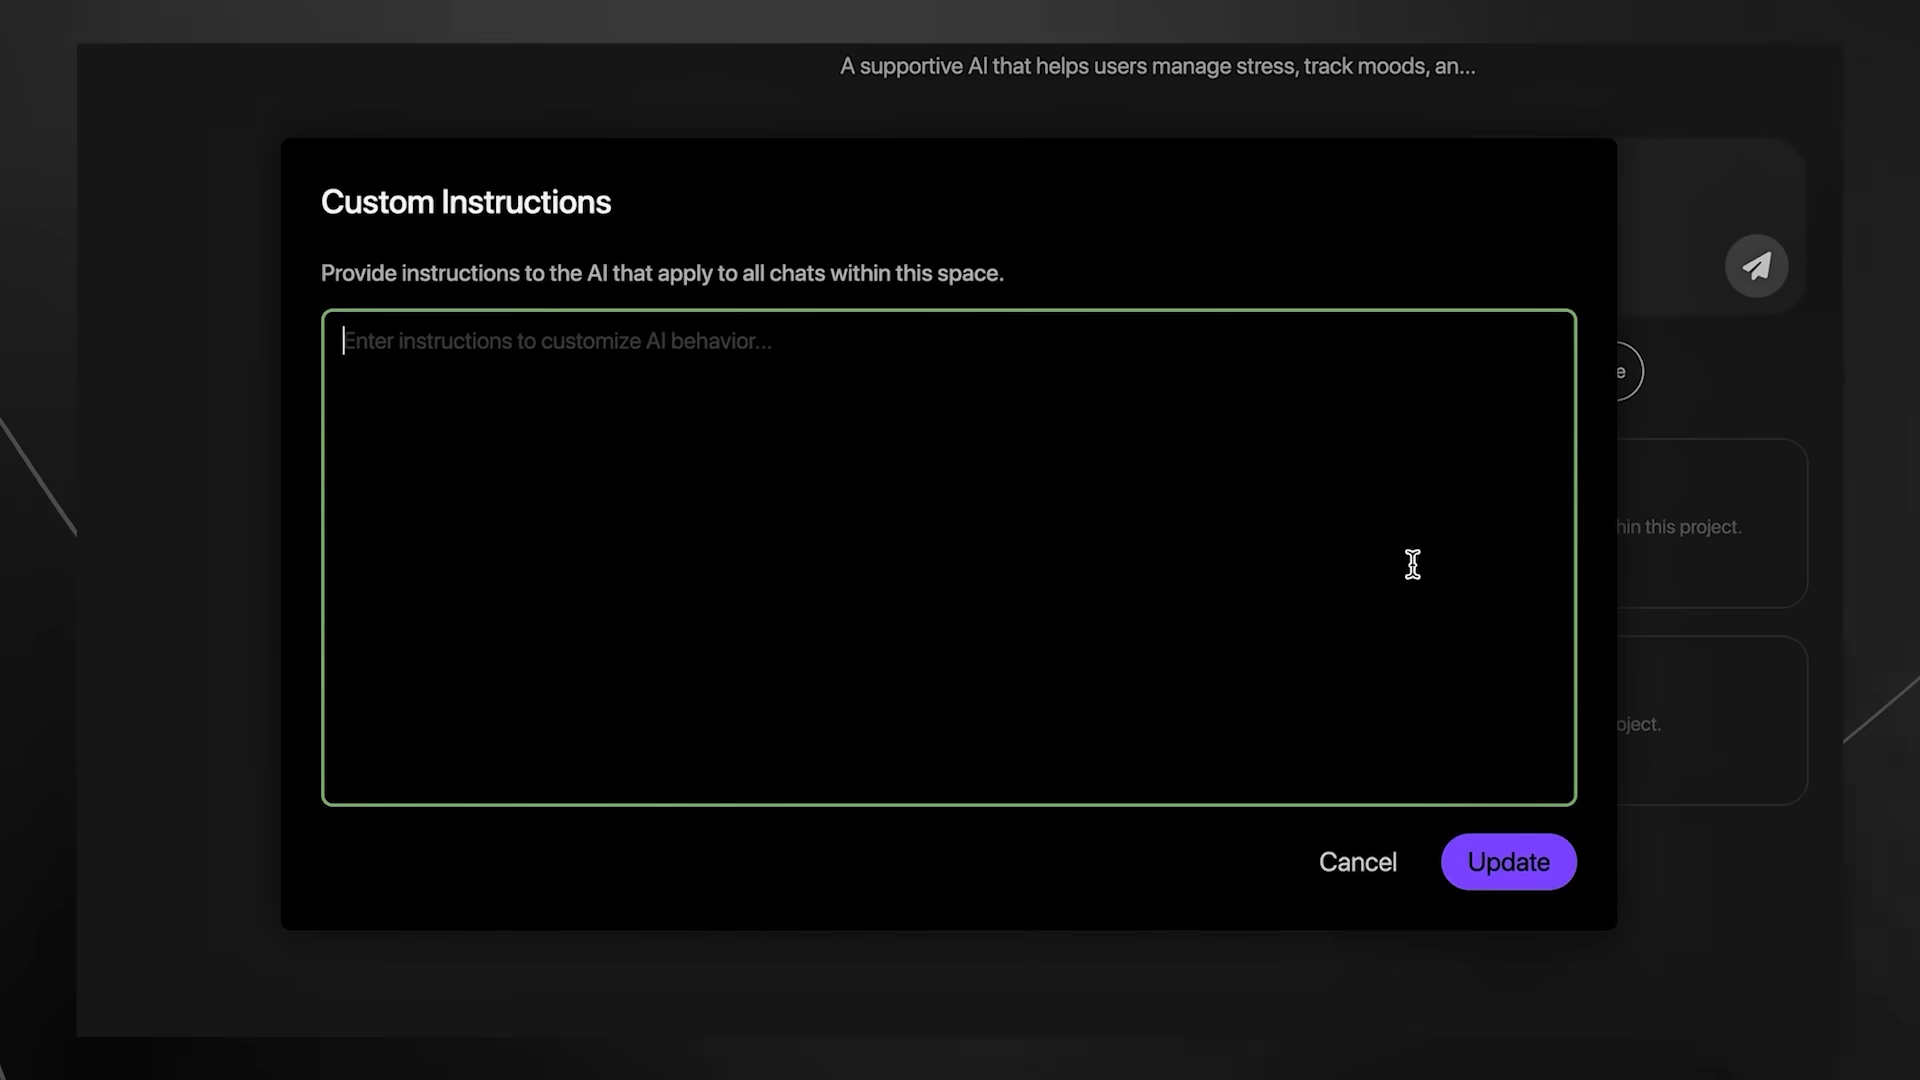 A supportive AI that helps users manage stress, track moods, an...
Custom Instructions
Provide instructions to the AI that apply to all chats within this space.
Enter instructions to customize AI behavior...
e
hin this project.
oject.
Cancel
Update